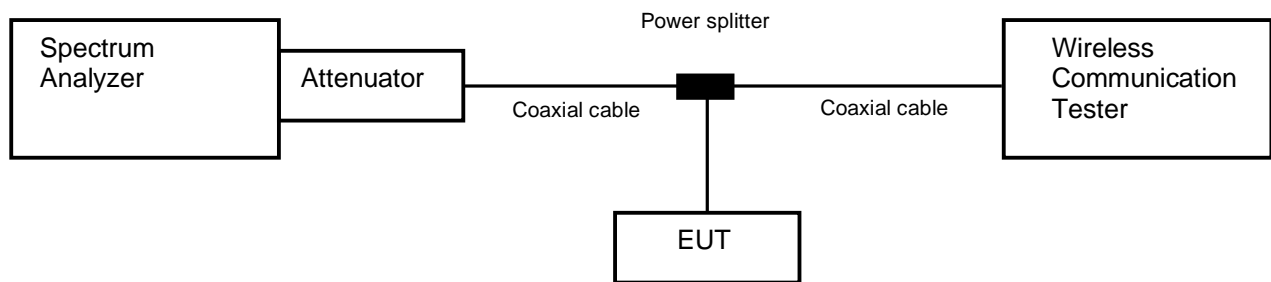 Power splitter
Spectrum
Analyzer
Attenuator
Wireless
Communication
Tester
Coaxial cable
Coaxial cable
EUT